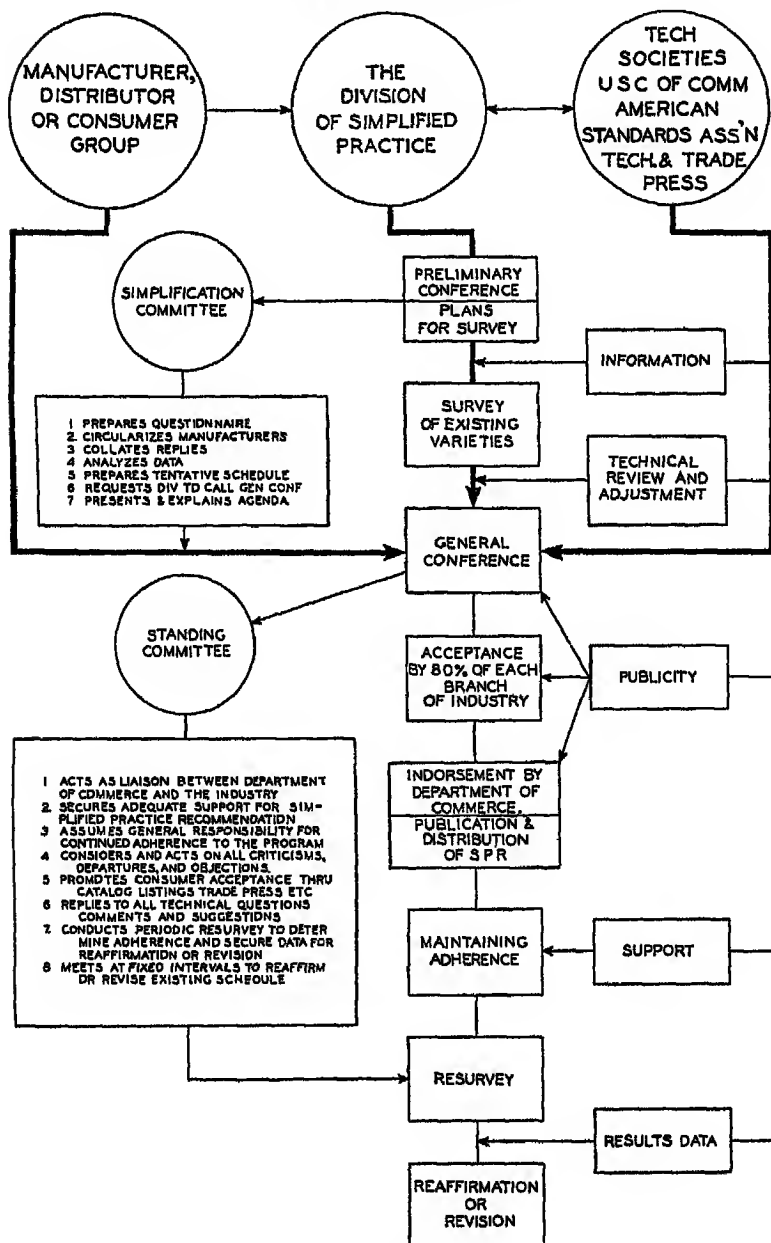 MANUFACTURER,
DISTRIBUTOR
OR CONSUMER
GROUP
THE
DIVISION
OF SIMPLIFIED
PRACTICE
TECH
SOCIETIES
U S C OF COMM
AMERICAN
STANDARDS ASS'N
TECH. & TRADE
PRESS
SIMPLIFICATION
COMMITTEE
PRELIMINARY
CONFERENCE
PLANS
FOR SURVEY
INFORMATION
1 PREPARES QUESTIONNAIRE
2. CIRCULARIZES MANUFACTURERS
3 COLLATES REPLIES
4 ANALYZES DATA
5 PREPARES TENTATIVE SCHEDULE
6 REQUESTS DIV TO CALL GEN CONF
7 PRESENTS & EXPLAINS AGENDA
SURVEY
OF EXISTING
VARIETIES
TECHNICAL
REVIEW AND
ADJUSTMENT
GENERAL
CONFERENCE
STANDING
COMMITTEE
ACCEPTANCE
BY 80% OF EACH
BRANCH
OF INDUSTRY
PUBLICITY
1 ACTS AS LIAISON BETWEEN DEPARTMENT
OF COMMERCE AND THE INDUSTRY
2. SECURES ADEQUATE SUPPORT FOR SIM-
PLIFIED PRACTICE RECOMMENDATION
3 ASSUMES GENERAL RESPONSIBILITY FOR
CONTINUED ADHERENCE TO THE PROGRAM
4 CONSIDERS AND ACTS ON ALL CRITICISMS,
DEPARTURES, AND OBJECTIONS.
5 PROMOTES CONSUMER ACCEPTANCE THRU
CATALOG LISTINGS TRADE PRESS ETC
6 REPLIES TO ALL TECHNICAL QUESTIONS
COMMENTS AND SUGGESTIONS
7. CONDUCTS PERIODIC RESURVEY TO DETER
MINE ADHERENCE AND SECURE DATA FOR
REAFFIRMATION OR REVISION
8 MEETS AT FIXED INTERVALS TO REAFFIRM
OR REVISE EXISTING SCHEDULE
INDORSEMENT BY
DEPARTMENT OF
COMMERCE.
PUBLICATION &
DISTRIBUTION
OF S P R
MAINTAINING
ADHERENCE
SUPPORT
RESURVEY
RESULTS DATA
REAFFIRMATION
OR
REVISION